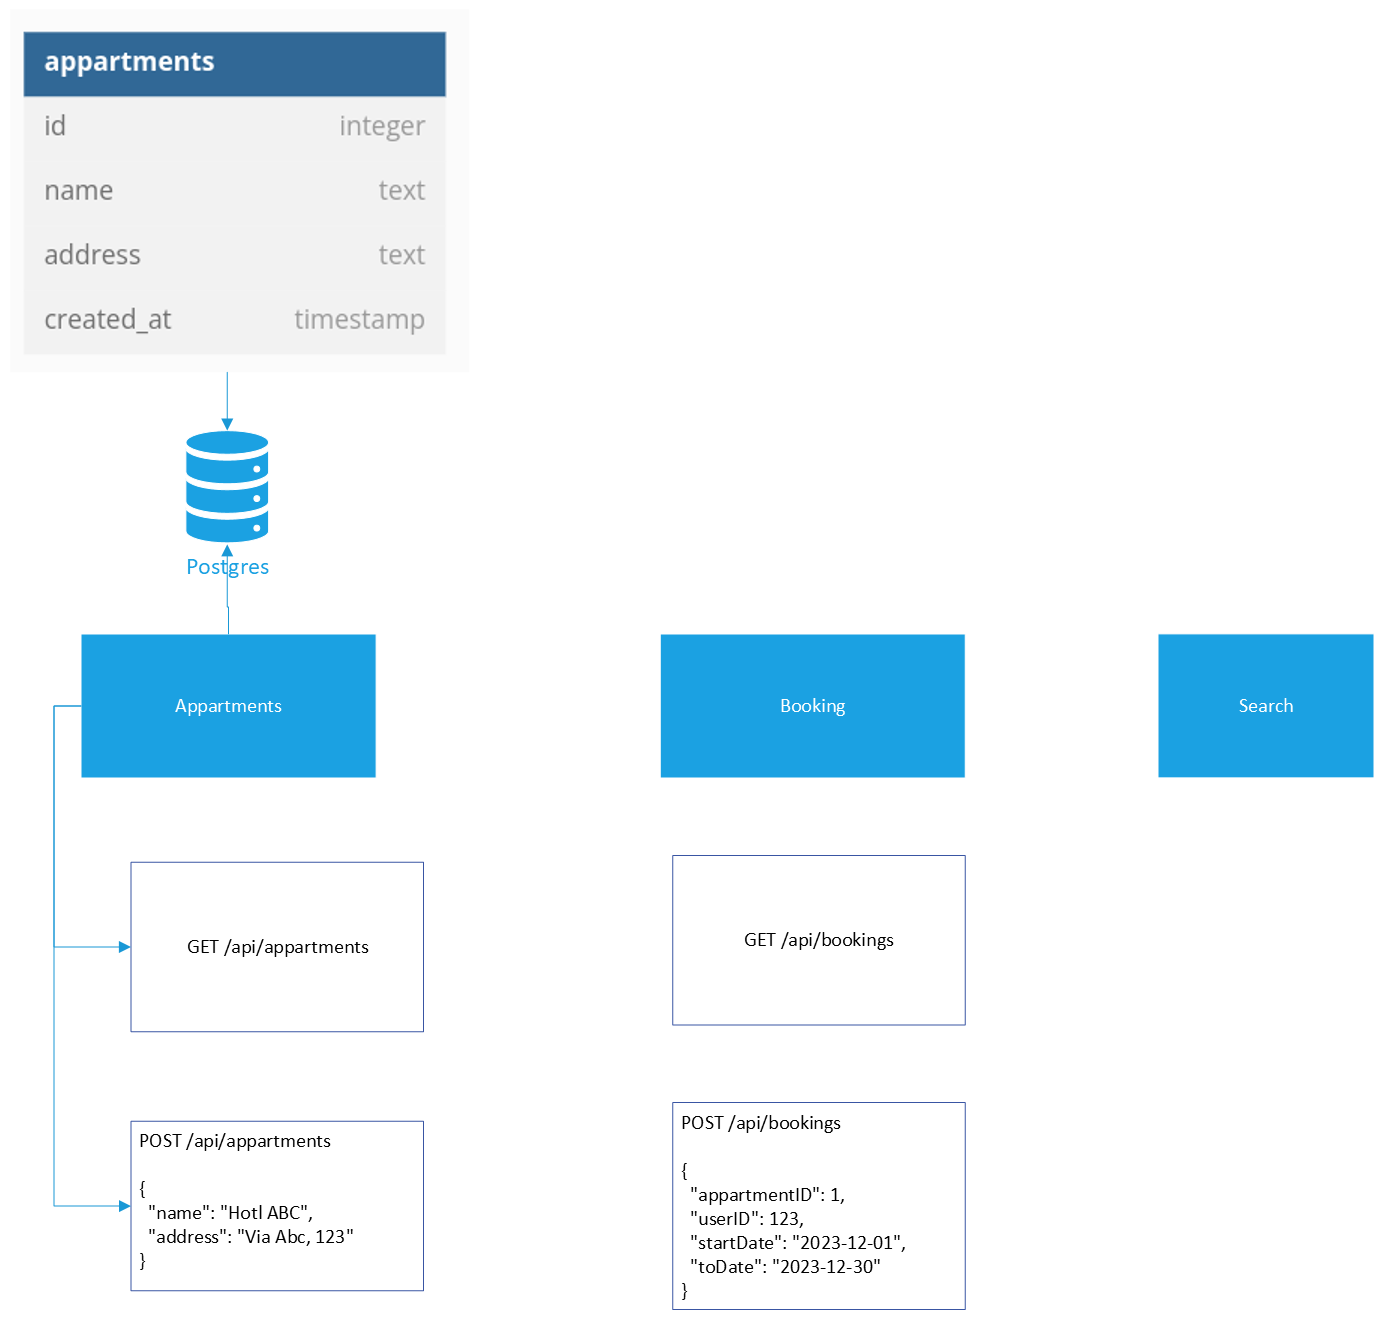 appartments
id integer
name text
address text
created_at timestamp
Postgres
Appartments
Booking
Search
GET /api/appartments
GET /api/bookings
POST /api/appartments
{
"name": "Hotl ABC",
"address": "Via Abc, 123"
}
POST /api/bookings
{
"appartmentID": 1,
"userID": 123,
"startDate": "2023-12-01",
"toDate": "2023-12-30"
}